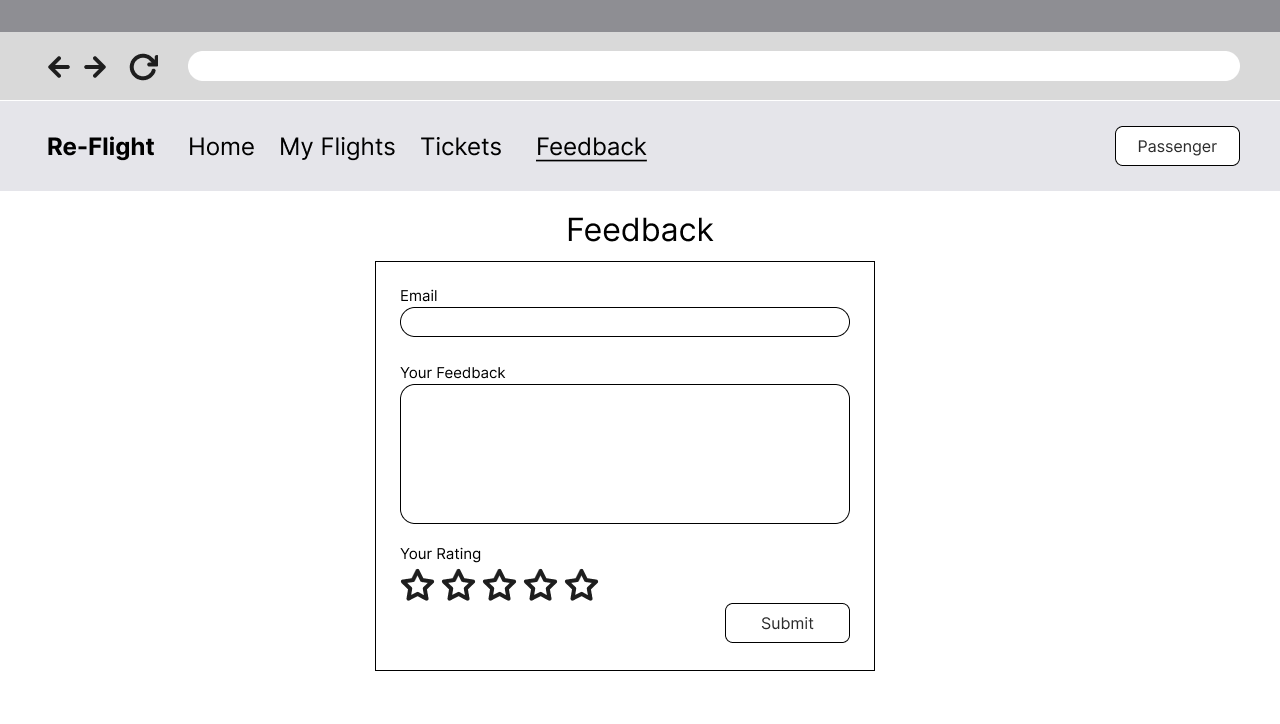 Re-Flight Home My Flights Tickets Feedback Passenger
Feedback
Email
Your Feedback
Your Rating
Submit